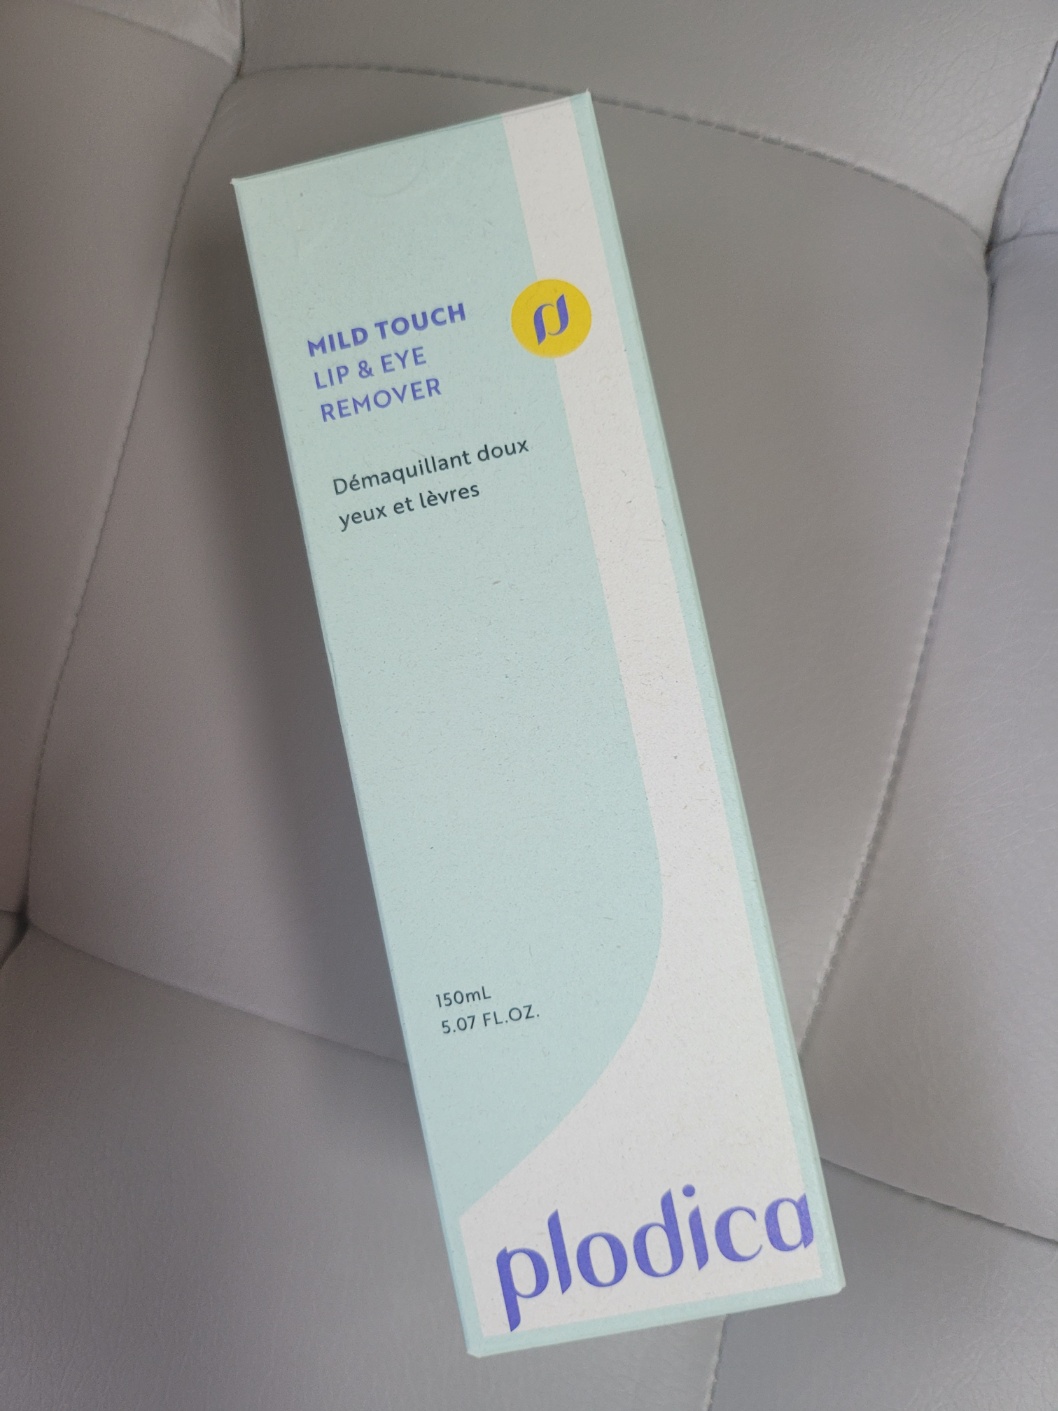 MILD TOUCH
LIP & EYE
REMOVER
Démaquillant doux
yeux et lèvres
150mL
5.07 FL.OZ.
plodica